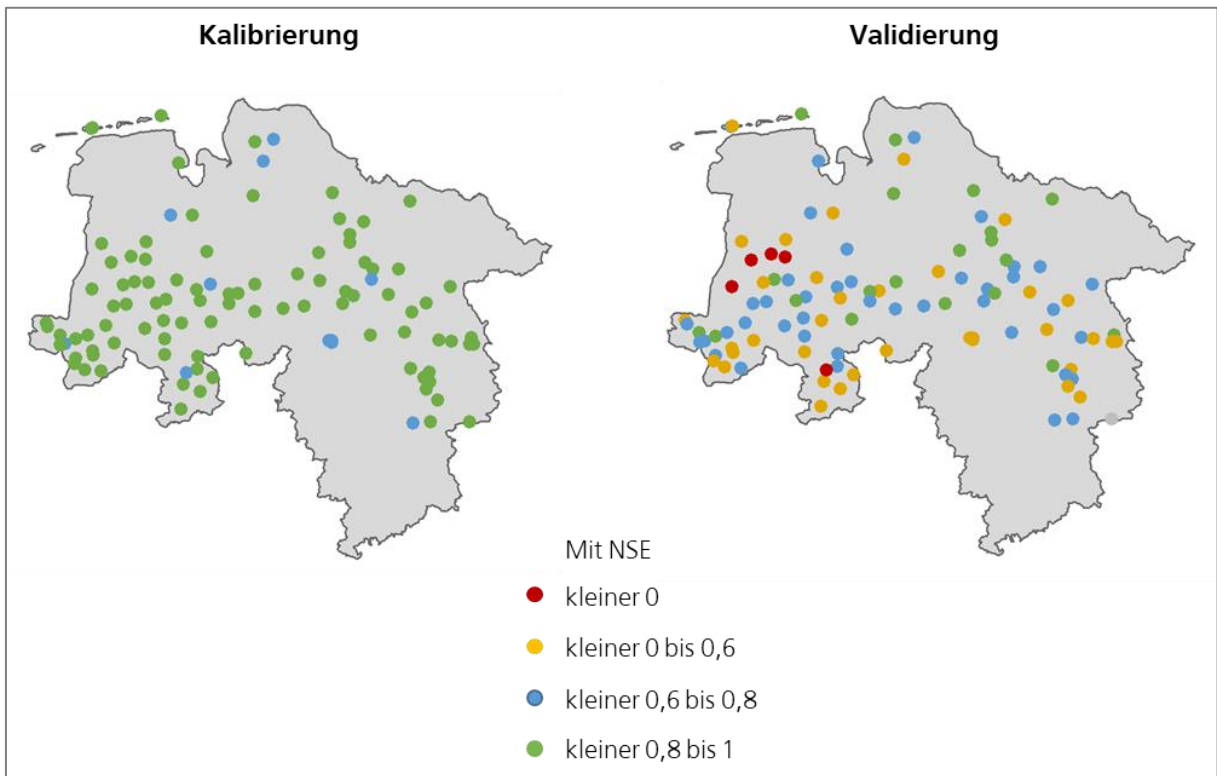 Kalibrierung
Validierung
Mit NSE
kleiner 0
kleiner 0 bis 0,6
kleiner 0,6 bis 0,8
kleiner 0,8 bis 1